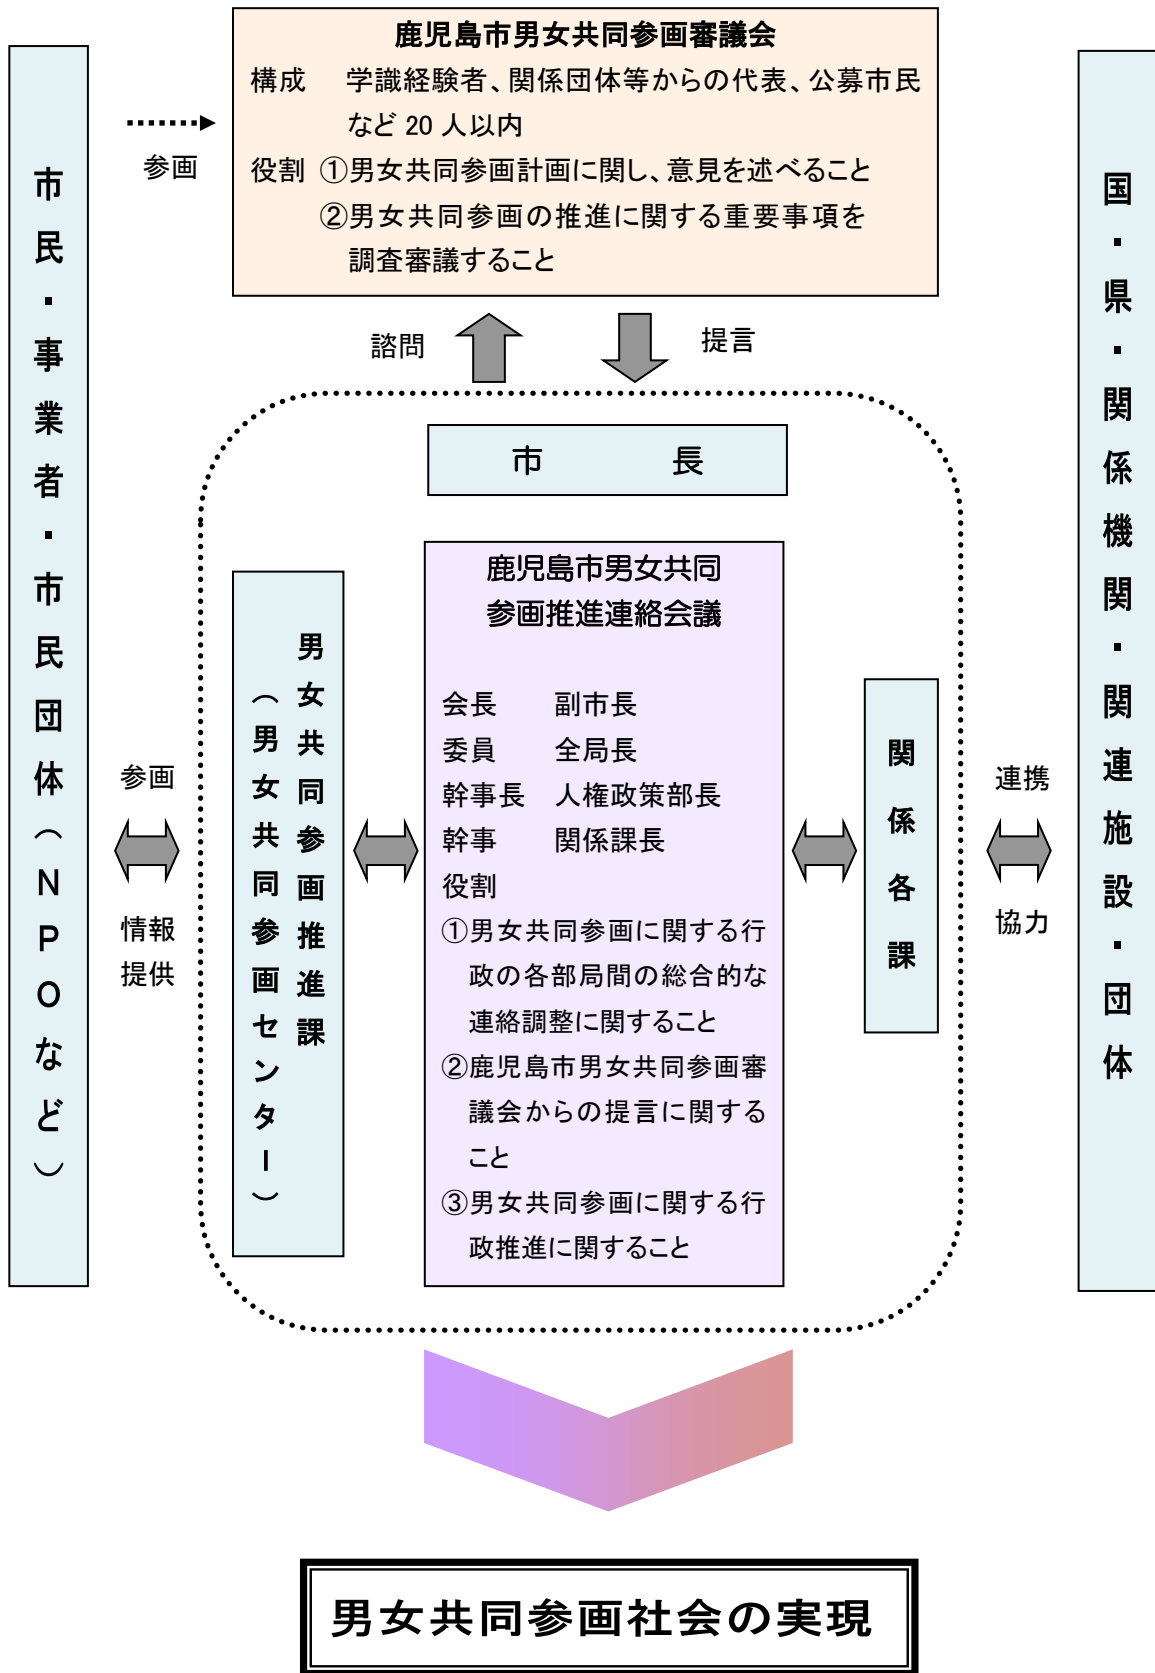 鹿児島市男女共同参画審議会
構成 学識経験者、関係団体等からの代表、公募市民
など 20 人以内
役割 ①男女共同参画計画に関し、意見を述べること
②男女共同参画の推進に関する重要事項を
調査審議すること
参画
市民・事業者・市民団体（ＮＰＯなど）
国・県・関係機関・関連施設・団体
諮問
提言
市 長
鹿児島市男女共同
参画推進連絡会議
会長 副市長
委員 全局長
幹事長 人権政策部長
幹事 関係課長
役割
①男女共同参画に関する行
政の各部局間の総合的な
連絡調整に関すること
②鹿児島市男女共同参画審
議会からの提言に関する
こと
③男女共同参画に関する行
政推進に関すること
男女共同参画推進課
（男女共同参画センター）
関係各課
参画
情報
提供
連携
協力
男女共同参画社会の実現